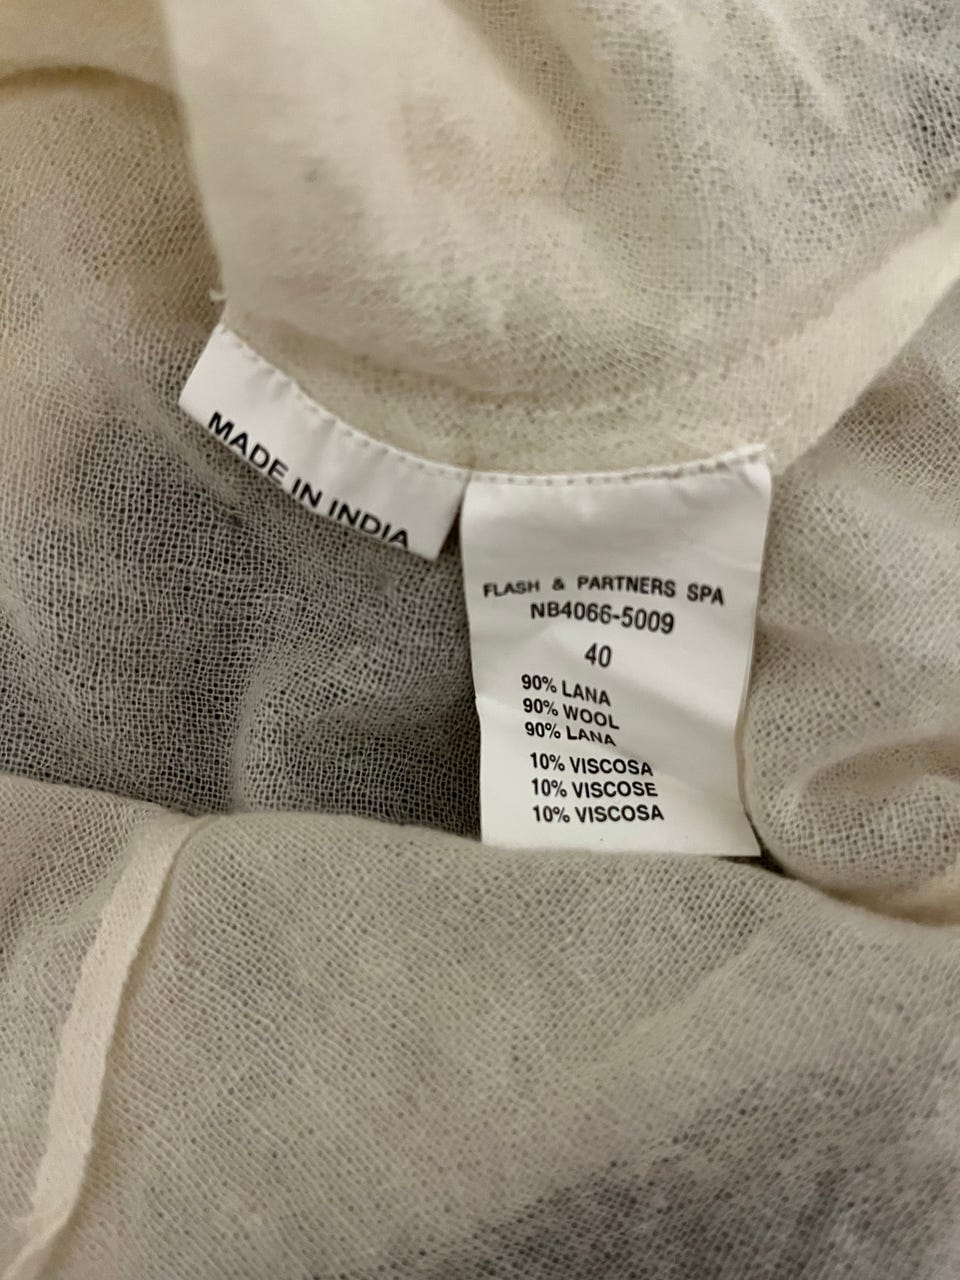 MADE IN INDIA
FLASH & PARTNERS SPA
NB4066-5009
40
90% LANA
90% WOOL
90% LANA
10% VISCOSA
10% VISCOSE
10% VISCOSA